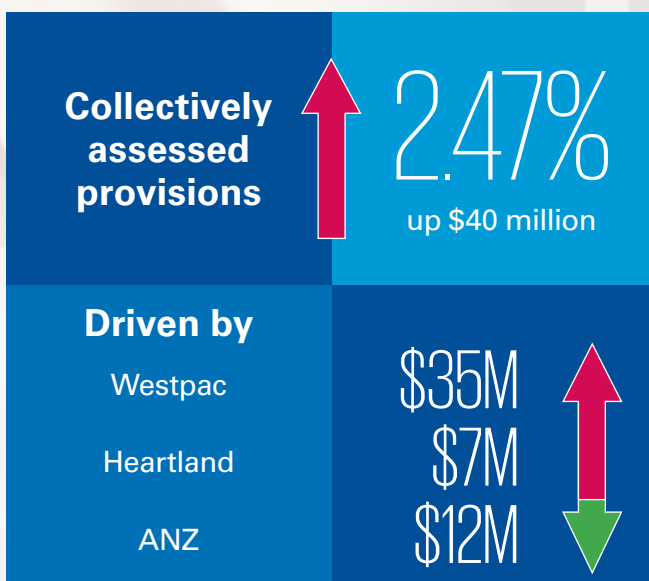 Collectively
assessed
provisions
2.47%
up $40 million
Driven by
Westpac
$35M
Heartland
$7M
ANZ
$12M